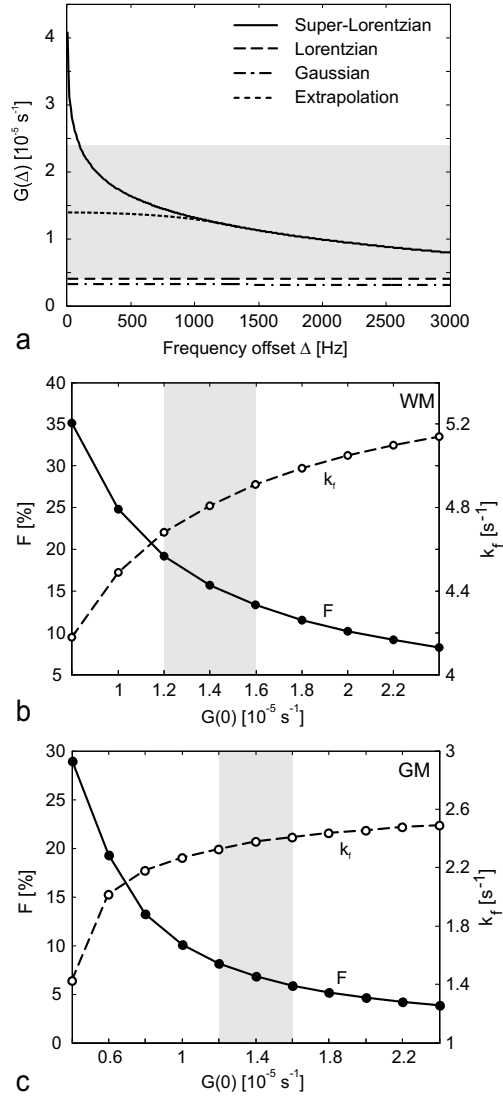 4
3
2
1
0
G(Δ) [10⁻⁵ s⁻¹]
Super-Lorentzian
Lorentzian
Gaussian
Extrapolation
0 500 1000 1500 2000 2500 3000
Frequency offset Δ [Hz]
a
40
35
30
25
20
15
10
5
F [%]
WM
k_f
F
5.2
4.8
4.4
4
k_f [s⁻¹]
1 1.2 1.4 1.6 1.8 2 2.2
G(0) [10⁻⁵ s⁻¹]
b
30
25
20
15
10
5
0
F [%]
GM
k_f
F
3
2.6
2.2
1.8
1.4
1
k_f [s⁻¹]
0.6 1 1.4 1.8 2.2
G(0) [10⁻⁵ s⁻¹]
c